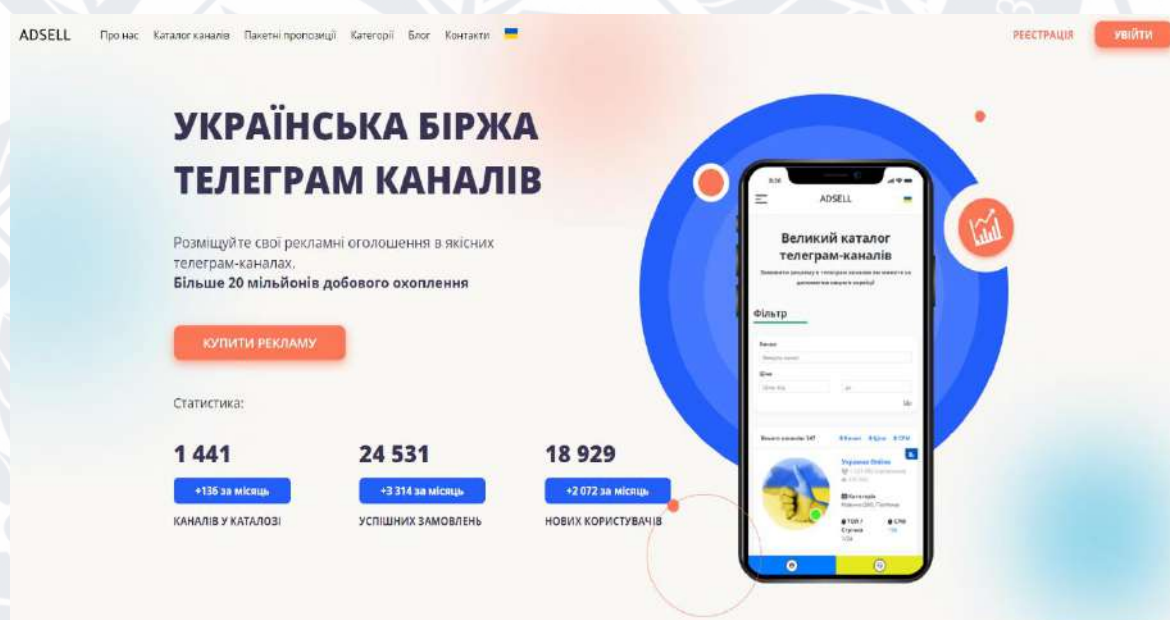 ADSELL Про нас Каталог каналів Пакетні пропозиції Категорії Блог Контакти РЕЄСТРАЦІЯ УВІЙТИ
УКРАЇНСЬКА БІРЖА
ТЕЛЕГРАМ КАНАЛІВ
Розміщуйте свої рекламні оголошення в якісних
телеграм-каналах,
Більше 20 мільйонів добового охоплення
КУПИТИ РЕКЛАМУ
Статистика:
1 441 24 531 18 929
+136 за місяць +3 314 за місяць +2 072 за місяць
КАНАЛІВ У КАТАЛОЗІ УСПІШНИХ ЗАМОВЛЕНЬ НОВИХ КОРИСТУВАЧІВ
ADSELL
Великий каталог
телеграм-каналів
Фільтр
Ціна
Категорія